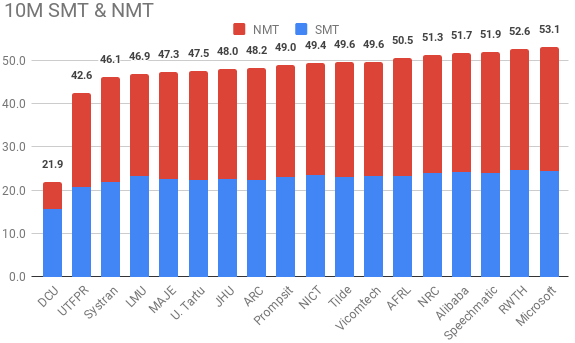 10M SMT & NMT
NMT SMT
21.9 42.6 46.1 46.9 47.3 47.5 48.0 48.2 49.0 49.4 49.6 49.6 50.5 51.3 51.7 51.9 52.6 53.1
50.0
40.0
30.0
20.0
10.0
0.0
DCU UTFPR Systran LMU MAJE U. Tartu JHU ARC Prompsit NICT Tilde Vicomtech AFRL NRC Alibaba Speechmatic RWTH Microsoft